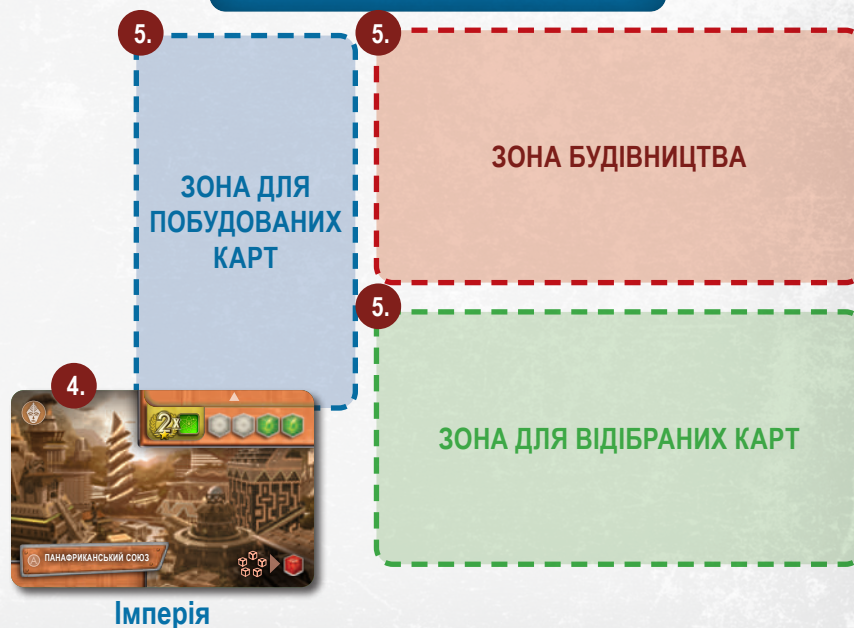 5.
5.
ЗОНА БУДІВНИЦТВА
ЗОНА ДЛЯ
ПОБУДОВАНИХ
КАРТ
5.
4.
2x
ЗОНА ДЛЯ ВІДІБРАНИХ КАРТ
A ПАНАФРИКАНСЬКИЙ СОЮЗ
Імперія